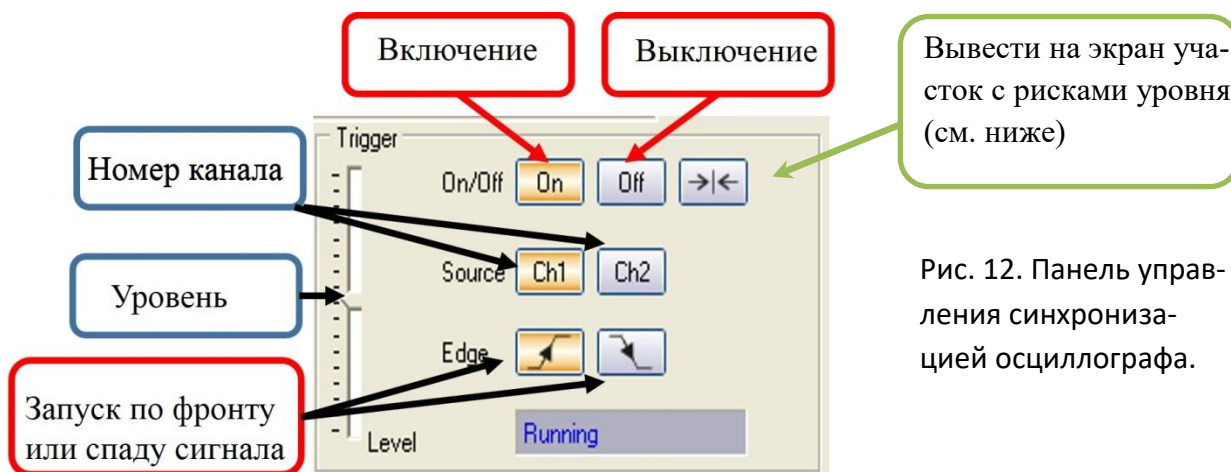 Включение
Выключение
Вывести на экран уча-
сток с рисками уровня
(см. ниже)
Trigger
Номер канала
On/Off On Off
Source Ch1 Ch2
Уровень
Рис. 12. Панель управ-
ления синхрониза-
цией осциллографа.
Edge
Запуск по фронту
или спаду сигнала
Level
Running